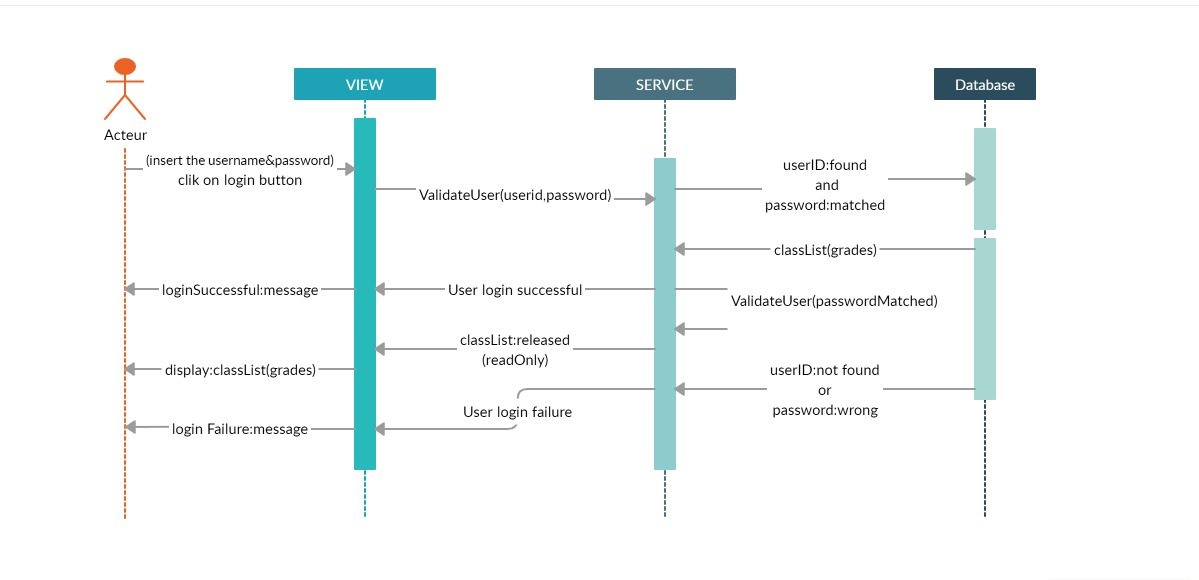 VIEW
SERVICE
Database
Acteur
(insert the username&password)
clik on login button
ValidateUser(userid,password)
userID:found
and
password:matched
classList(grades)
loginSuccessful:message
User login successful
ValidateUser(passwordMatched)
classList:released
(readOnly)
display:classList(grades)
userID:not found
or
password:wrong
User login failure
login Failure:message